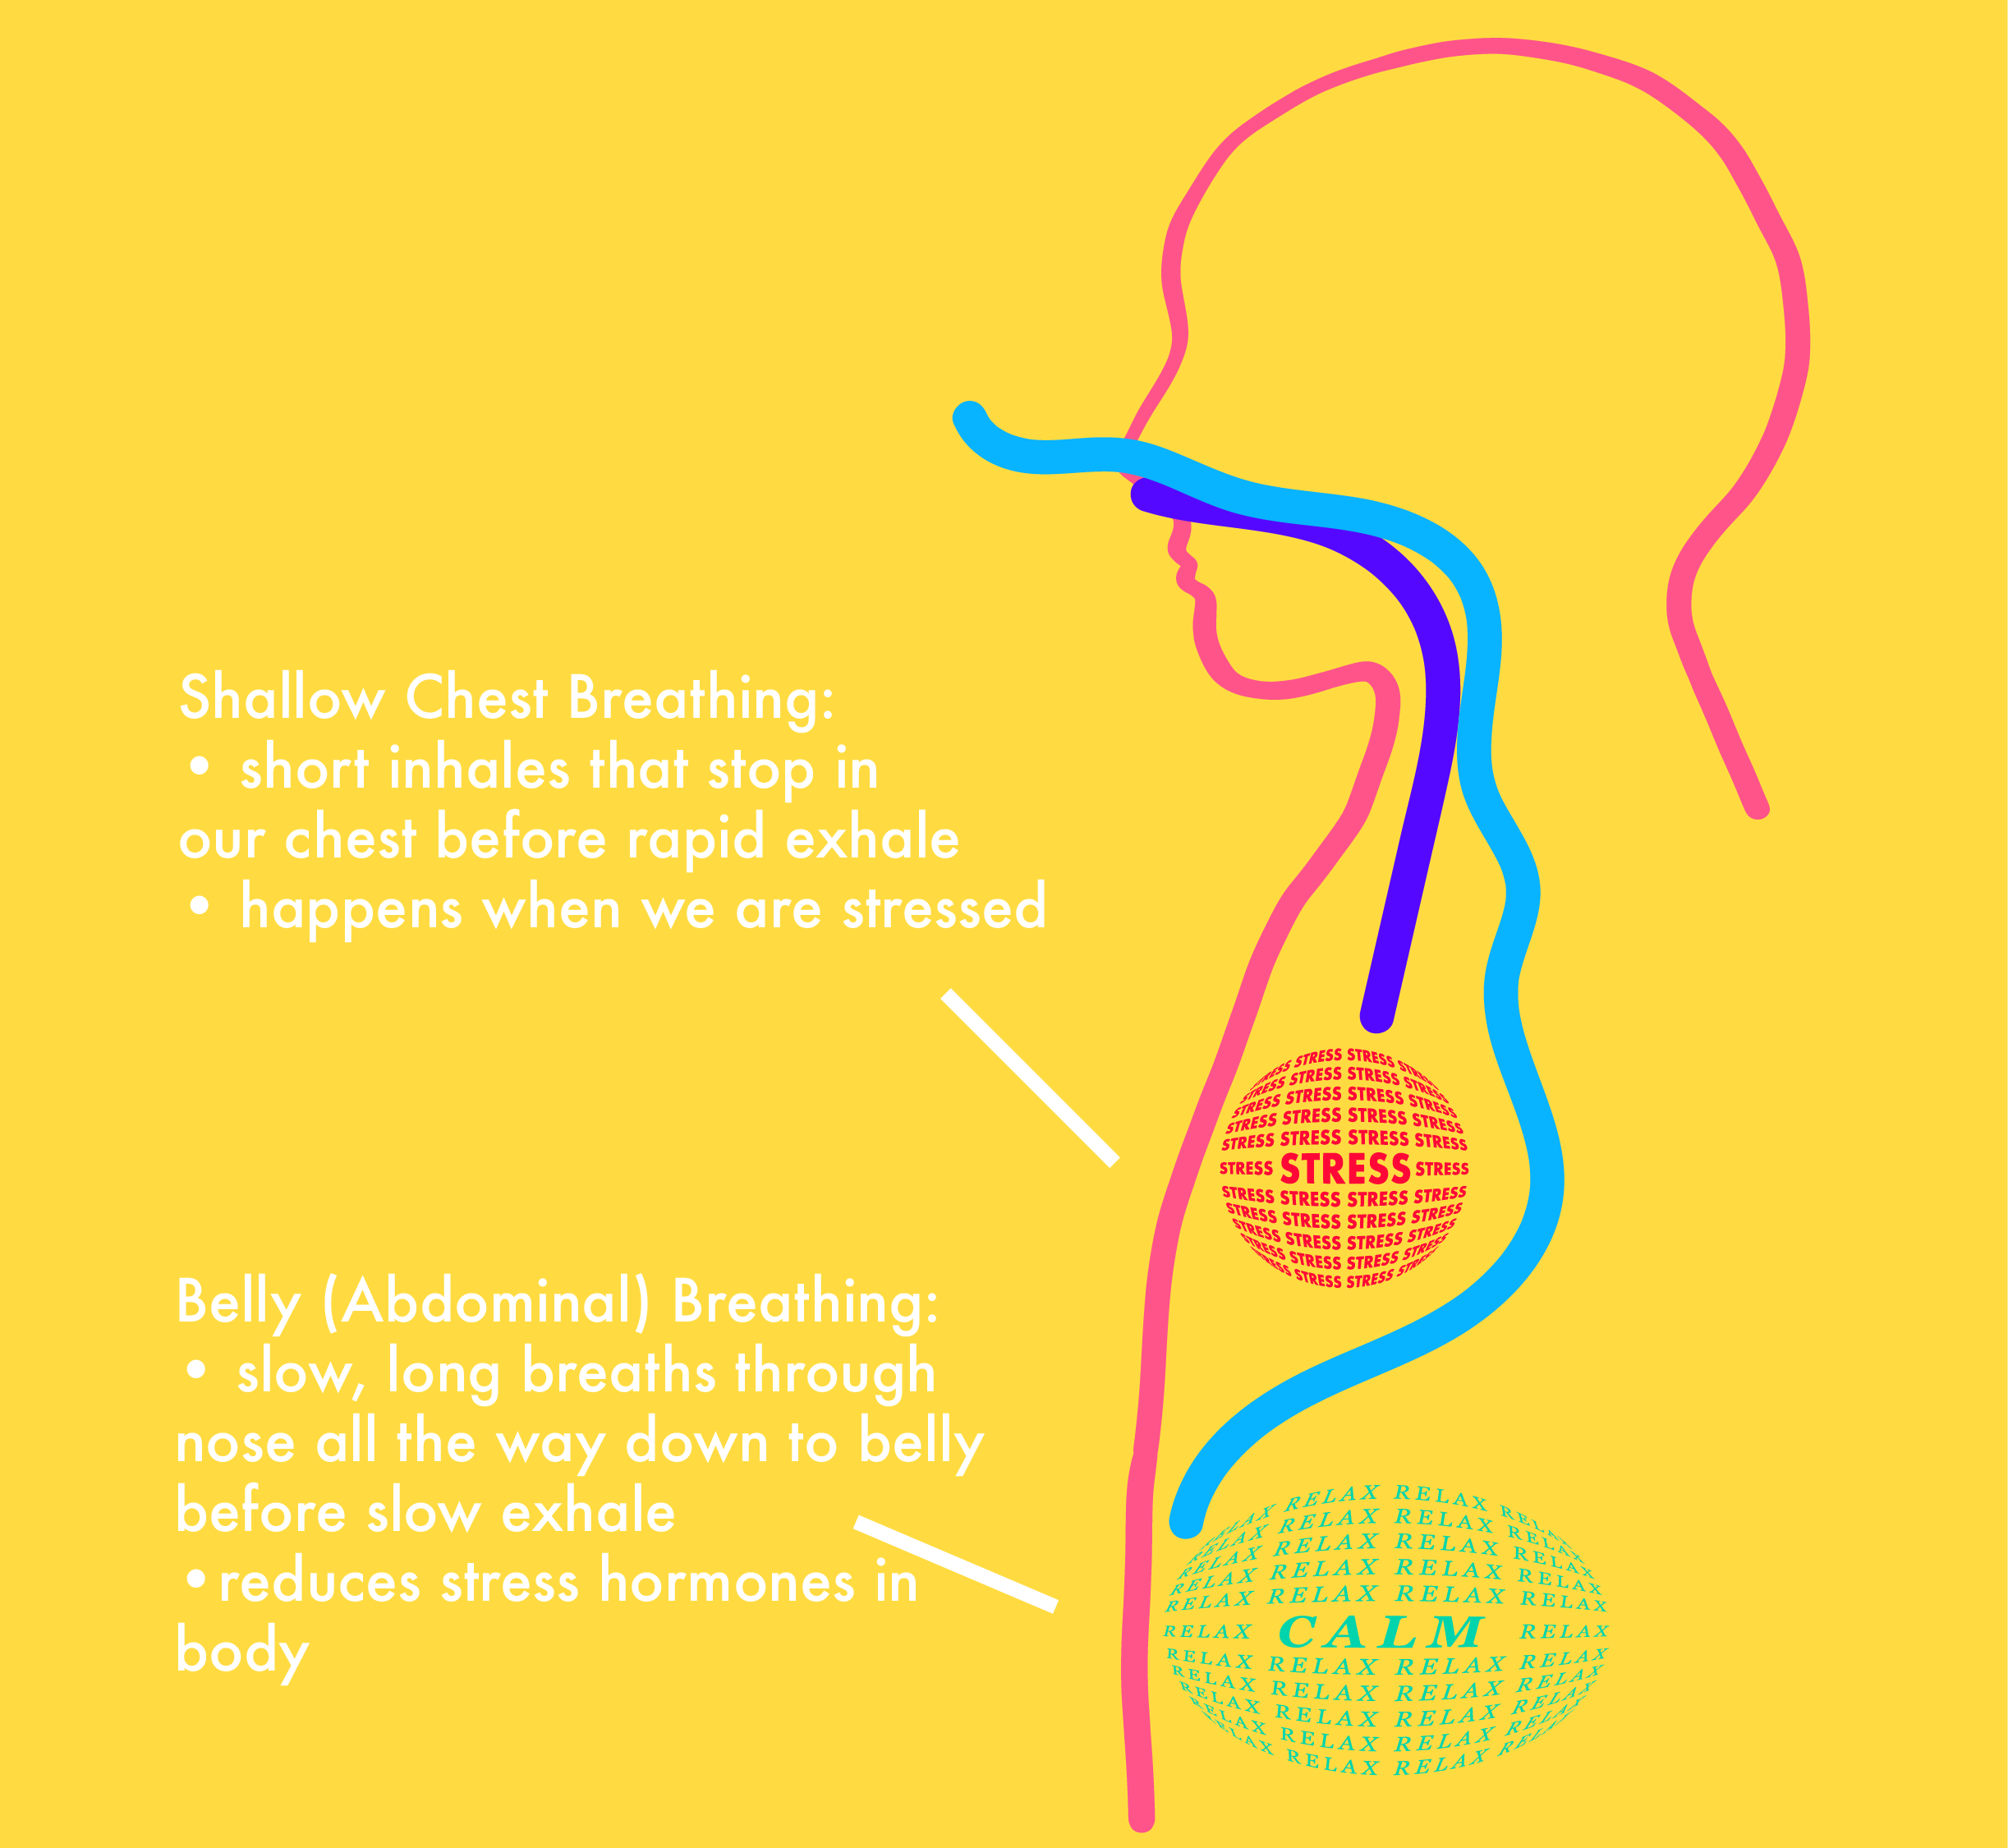 Shallow Chest Breathing:
• short inhales that stop in
our chest before rapid exhale
• happens when we are stressed
STRESS STRESS STRESS STRESS
STRESS STRESS STRESS STRESS
STRESS STRESS STRESS STRESS
STRESS STRESS STRESS STRESS
STRESS STRESS STRESS STRESS
STRESS STRESS STRESS
STRESS STRESS STRESS STRESS
STRESS STRESS STRESS STRESS
STRESS STRESS STRESS STRESS
STRESS STRESS STRESS STRESS
STRESS STRESS
Belly (Abdominal) Breathing:
• slow, long breaths through
nose all the way down to belly
before slow exhale
• reduces stress hormones in
body
RELAX RELAX RELAX RELAX
RELAX RELAX RELAX RELAX
RELAX RELAX RELAX RELAX
RELAX RELAX RELAX RELAX
RELAX RELAX RELAX RELAX
RELAX CALM RELAX
RELAX RELAX RELAX RELAX
RELAX RELAX RELAX RELAX
RELAX RELAX RELAX RELAX
RELAX RELAX RELAX RELAX
RELAX RELAX RELAX RELAX